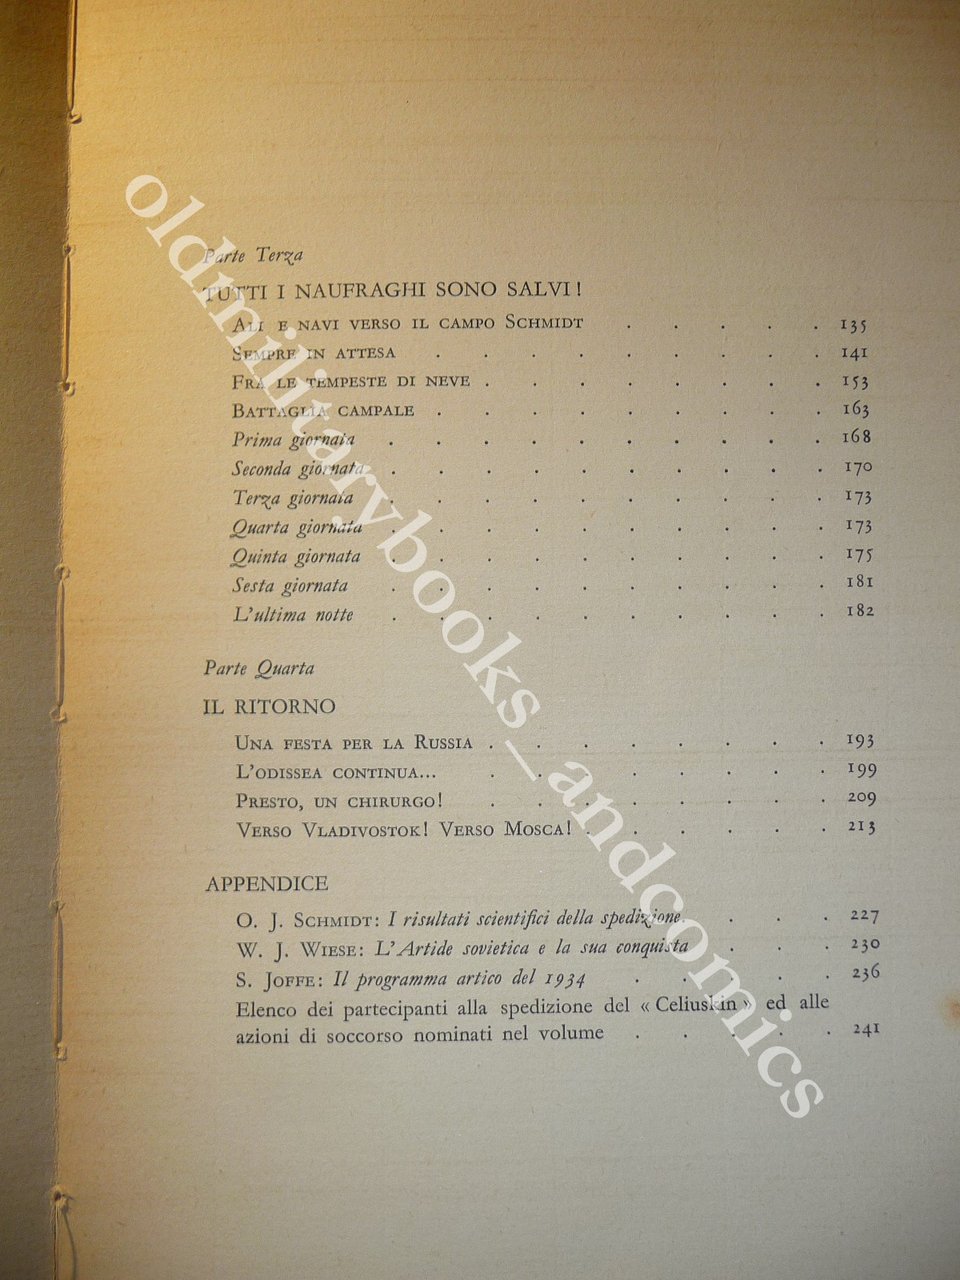 Parte Terza
TUTTI I NAUFRAGHI SONO SALVI!
Ali e navi verso il campo Schmidt . . . . . 135
Sempre in attesa . . . . . . . . . 141
Fra le tempeste di neve . . . . . . . . 153
Battaglia campale . . . . . . . . . 163
Prima giornata . . . . . . . . . . 168
Seconda giornata . . . . . . . . . . 170
Terza giornata . . . . . . . . . . 173
Quarta giornata . . . . . . . . . . 173
Quinta giornata . . . . . . . . . . 175
Sesta giornata . . . . . . . . . . 181
L'ultima notte . . . . . . . . . . 182
Parte Quarta
IL RITORNO
Una festa per la Russia . . . . . . . . 193
L'odissea continua... . . . . . . . . 199
Presto, un chirurgo! . . . . . . . . 209
Verso Vladivostok! Verso Mosca! . . . . . . 213
APPENDICE
O. J. Schmidt: I risultati scientifici della spedizione. . . . 227
W. J. Wiese: L'Artide sovietica e la sua conquista . . . 230
S. Joffe: Il programma artico del 1934 . . . . . 236
Elenco dei partecipanti alla spedizione del « Celiuskin » ed alle
azioni di soccorso nominati nel volume . . . . . 241
oldmilitarybooks_andcomics